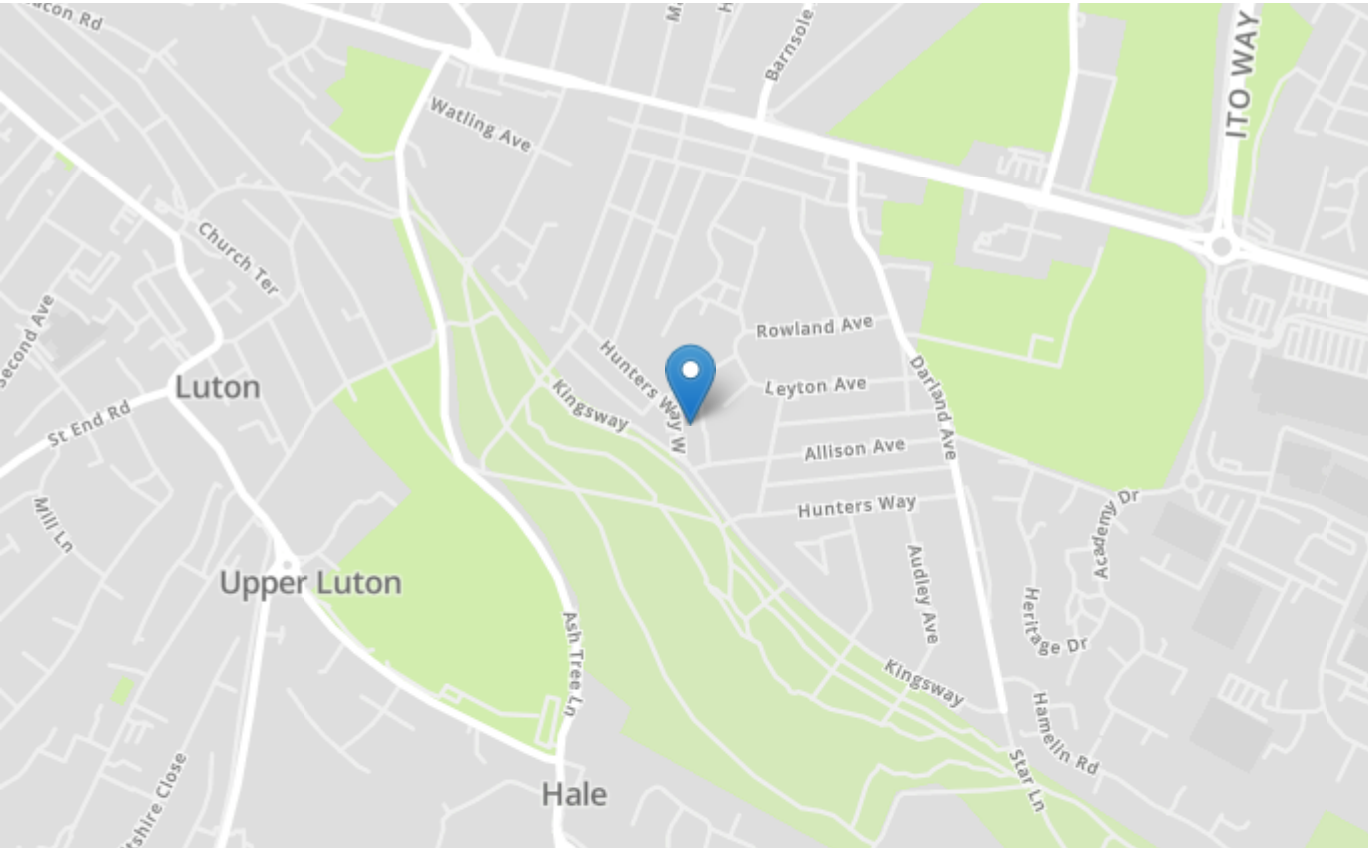 ITO WAY
Barnsole
Watling Ave
Church Ter
Second Ave
Rowland Ave
Hunters Way W
Darland Ave
Luton
Leyton Ave
Kingsway
St End Rd
Allison Ave
Mill Ln
Hunters Way
Academy Dr
Upper Luton
Audley Ave
Heritage Dr
Ash Tree Ln
Kingsway
Hamelin Rd
Star Ln
Hale
tshire Close